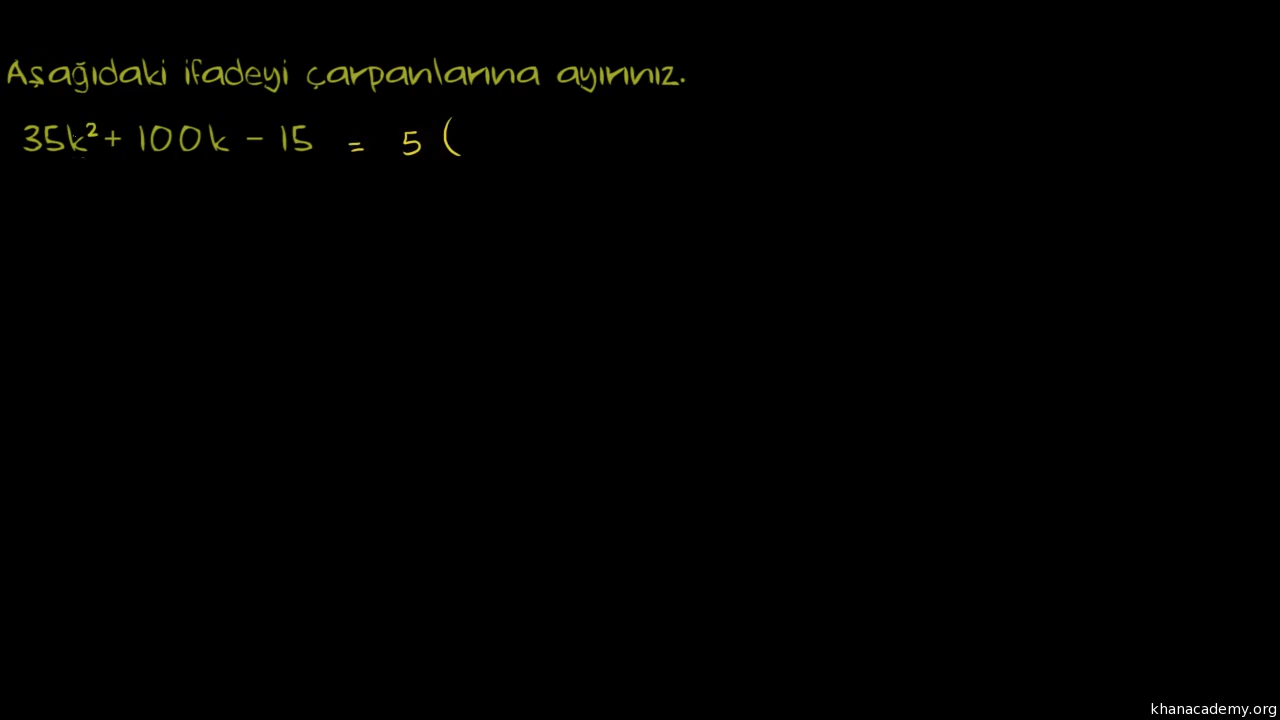 Aşağıdaki ifadeyi çarpanlarına ayırınız.
35k² + 100k - 15 = 5 (
khanacademy.org